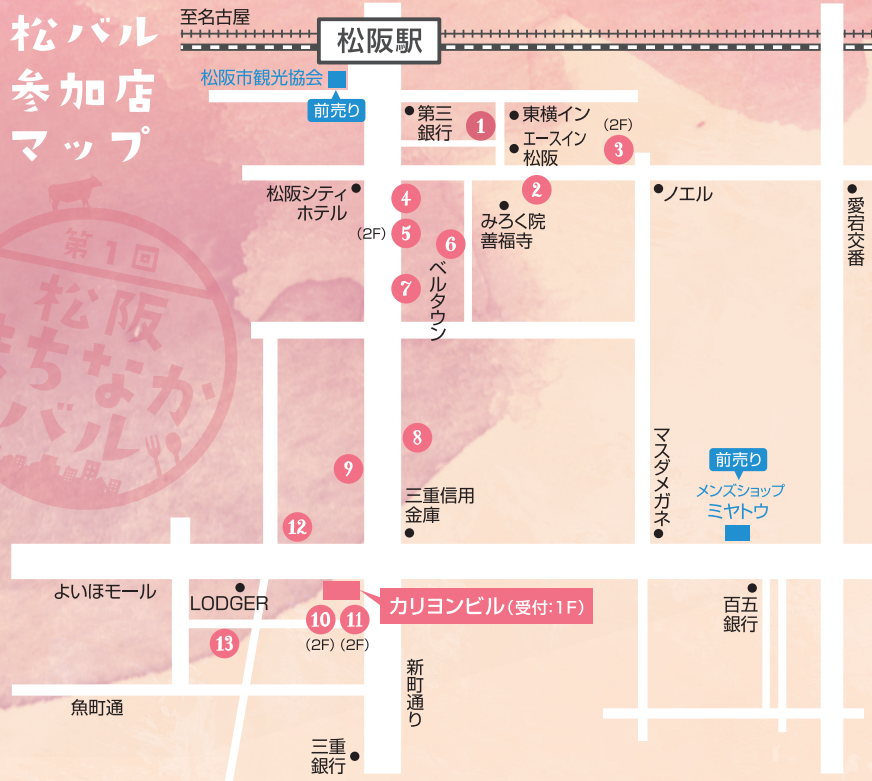 松バル
参加店
マップ
至名古屋
松阪駅
松阪市観光協会
前売り
第三
銀行
1
東横イン
エースイン
松阪
(2F)
3
2
松阪シティ
ホテル
4
(2F)
5
6
7
ベルタウン
みろく院
善福寺
ノエル
愛宕交番
第1回
松阪
まちなか
バル
8
9
三重信用
金庫
マスダメガネ
前売り
メンズショップ
ミヤトウ
12
よいほモール
LODGER
カリヨンビル(受付:1F)
10
11
(2F)
(2F)
13
百五
銀行
新町通り
魚町通
三重
銀行